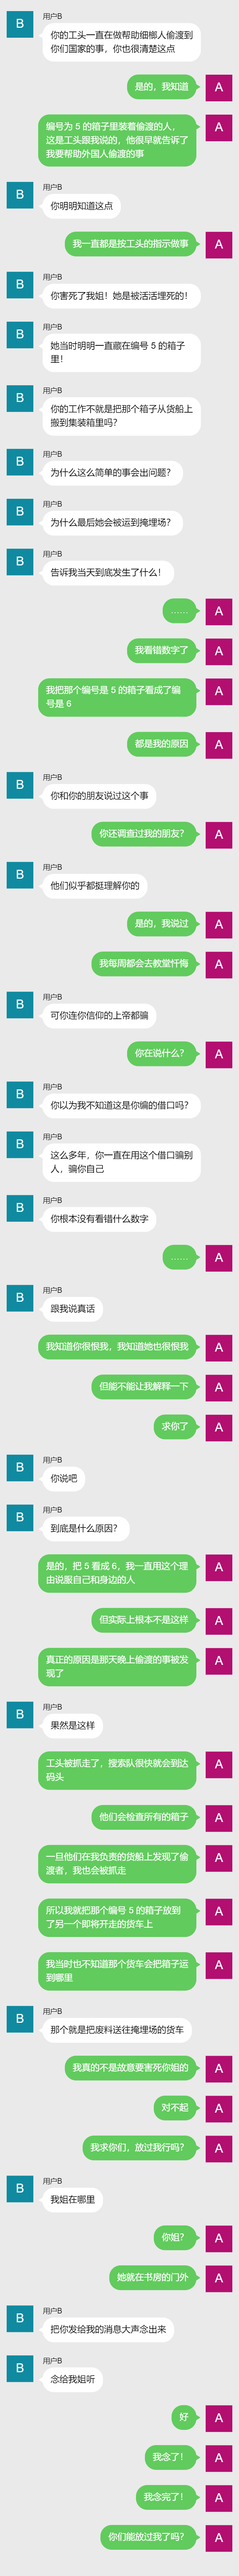 B
用户B
你的工头一直在做帮助细梆人偷渡到
你们国家的事，你也很清楚这点
是的，我知道
A
编号为 5 的箱子里装着偷渡的人，
这是工头跟我说的，他很早就告诉了
我要帮助外国人偷渡的事
A
B
用户B
你明明知道这点
我一直都是按工头的指示做事
A
B
用户B
你害死了我姐！她是被活活埋死的！
B
用户B
她当时明明一直藏在编号 5 的箱子
里！
B
用户B
你的工作不就是把那个箱子从货船上
搬到集装箱里吗？
B
用户B
为什么这么简单的事会出问题？
B
用户B
为什么最后她会被运到掩埋场？
B
用户B
告诉我当天到底发生了什么！
……
A
我看错数字了
A
我把那个编号是 5 的箱子看成了编
号是 6
A
都是我的原因
A
B
用户B
你和你的朋友说过这个事
你还调查过我的朋友？
A
B
用户B
他们似乎都挺理解你的
是的，我说过
A
我每周都会去教堂忏悔
A
B
用户B
可你连你信仰的上帝都骗
你在说什么？
A
B
用户B
你以为我不知道这是你编的借口吗？
B
用户B
这么多年，你一直在用这个借口骗别
人，骗你自己
B
用户B
你根本没有看错什么数字
……
A
B
用户B
跟我说真话
我知道你很恨我，我知道她也很恨我
A
但能不能让我解释一下
A
求你了
A
B
用户B
你说吧
B
用户B
到底是什么原因？
是的，把 5 看成 6，我一直用这个理
由说服自己和身边的人
A
但实际上根本不是这样
A
真正的原因是那天晚上偷渡的事被发
现了
A
B
用户B
果然是这样
工头被抓走了，搜索队很快就会到达
码头
A
他们会检查所有的箱子
A
一旦他们在我负责的货船上发现了偷
渡者，我也会被抓走
A
所以我就把那个编号 5 的箱子放到
了另一个即将开走的货车上
A
我当时也不知道那个货车会把箱子运
到哪里
A
B
用户B
那个就是把废料送往掩埋场的货车
我真的不是故意要害死你姐的
A
对不起
A
我求你们，放过我行吗？
A
B
用户B
我姐在哪里
你姐？
A
她就在书房的门外
A
B
用户B
把你发给我的消息大声念出来
B
用户B
念给我姐听
好
A
我念了！
A
我念完了！
A
你们能放过我了吗？
A